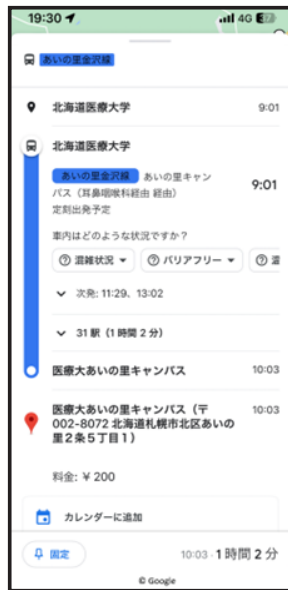 19:30 4G 37
あいの里金沢線
北海道医療大学 9:01
北海道医療大学
あいの里金沢線 あいの里キャン
パス（耳鼻咽喉科経由 経由） 9:01
定刻出発予定
車内はどのような状況ですか？
混雑状況 バリアフリー 温
次発: 11:29、13:02
31 駅（1 時間 2 分）
医療大あいの里キャンパス 10:03
医療大あいの里キャンパス（〒 10:03
002-8072 北海道札幌市北区あいの
里２条５丁目１）
料金: ¥ 200
カレンダーに追加
固定 10:03 · 1 時間 2 分
© Google